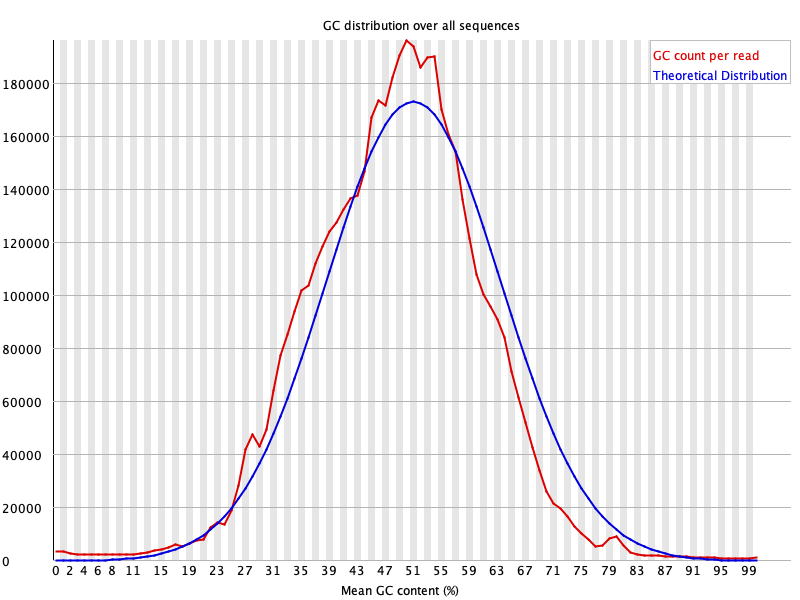 GC distribution over all sequences
GC count per read
Theoretical Distribution
180000
160000
140000
120000
100000
80000
60000
40000
20000
0
0 2 4 6 8 11 15 19 23 27 31 35 39 43 47 51 55 59 63 67 71 75 79 83 87 91 95 99
Mean GC content (%)